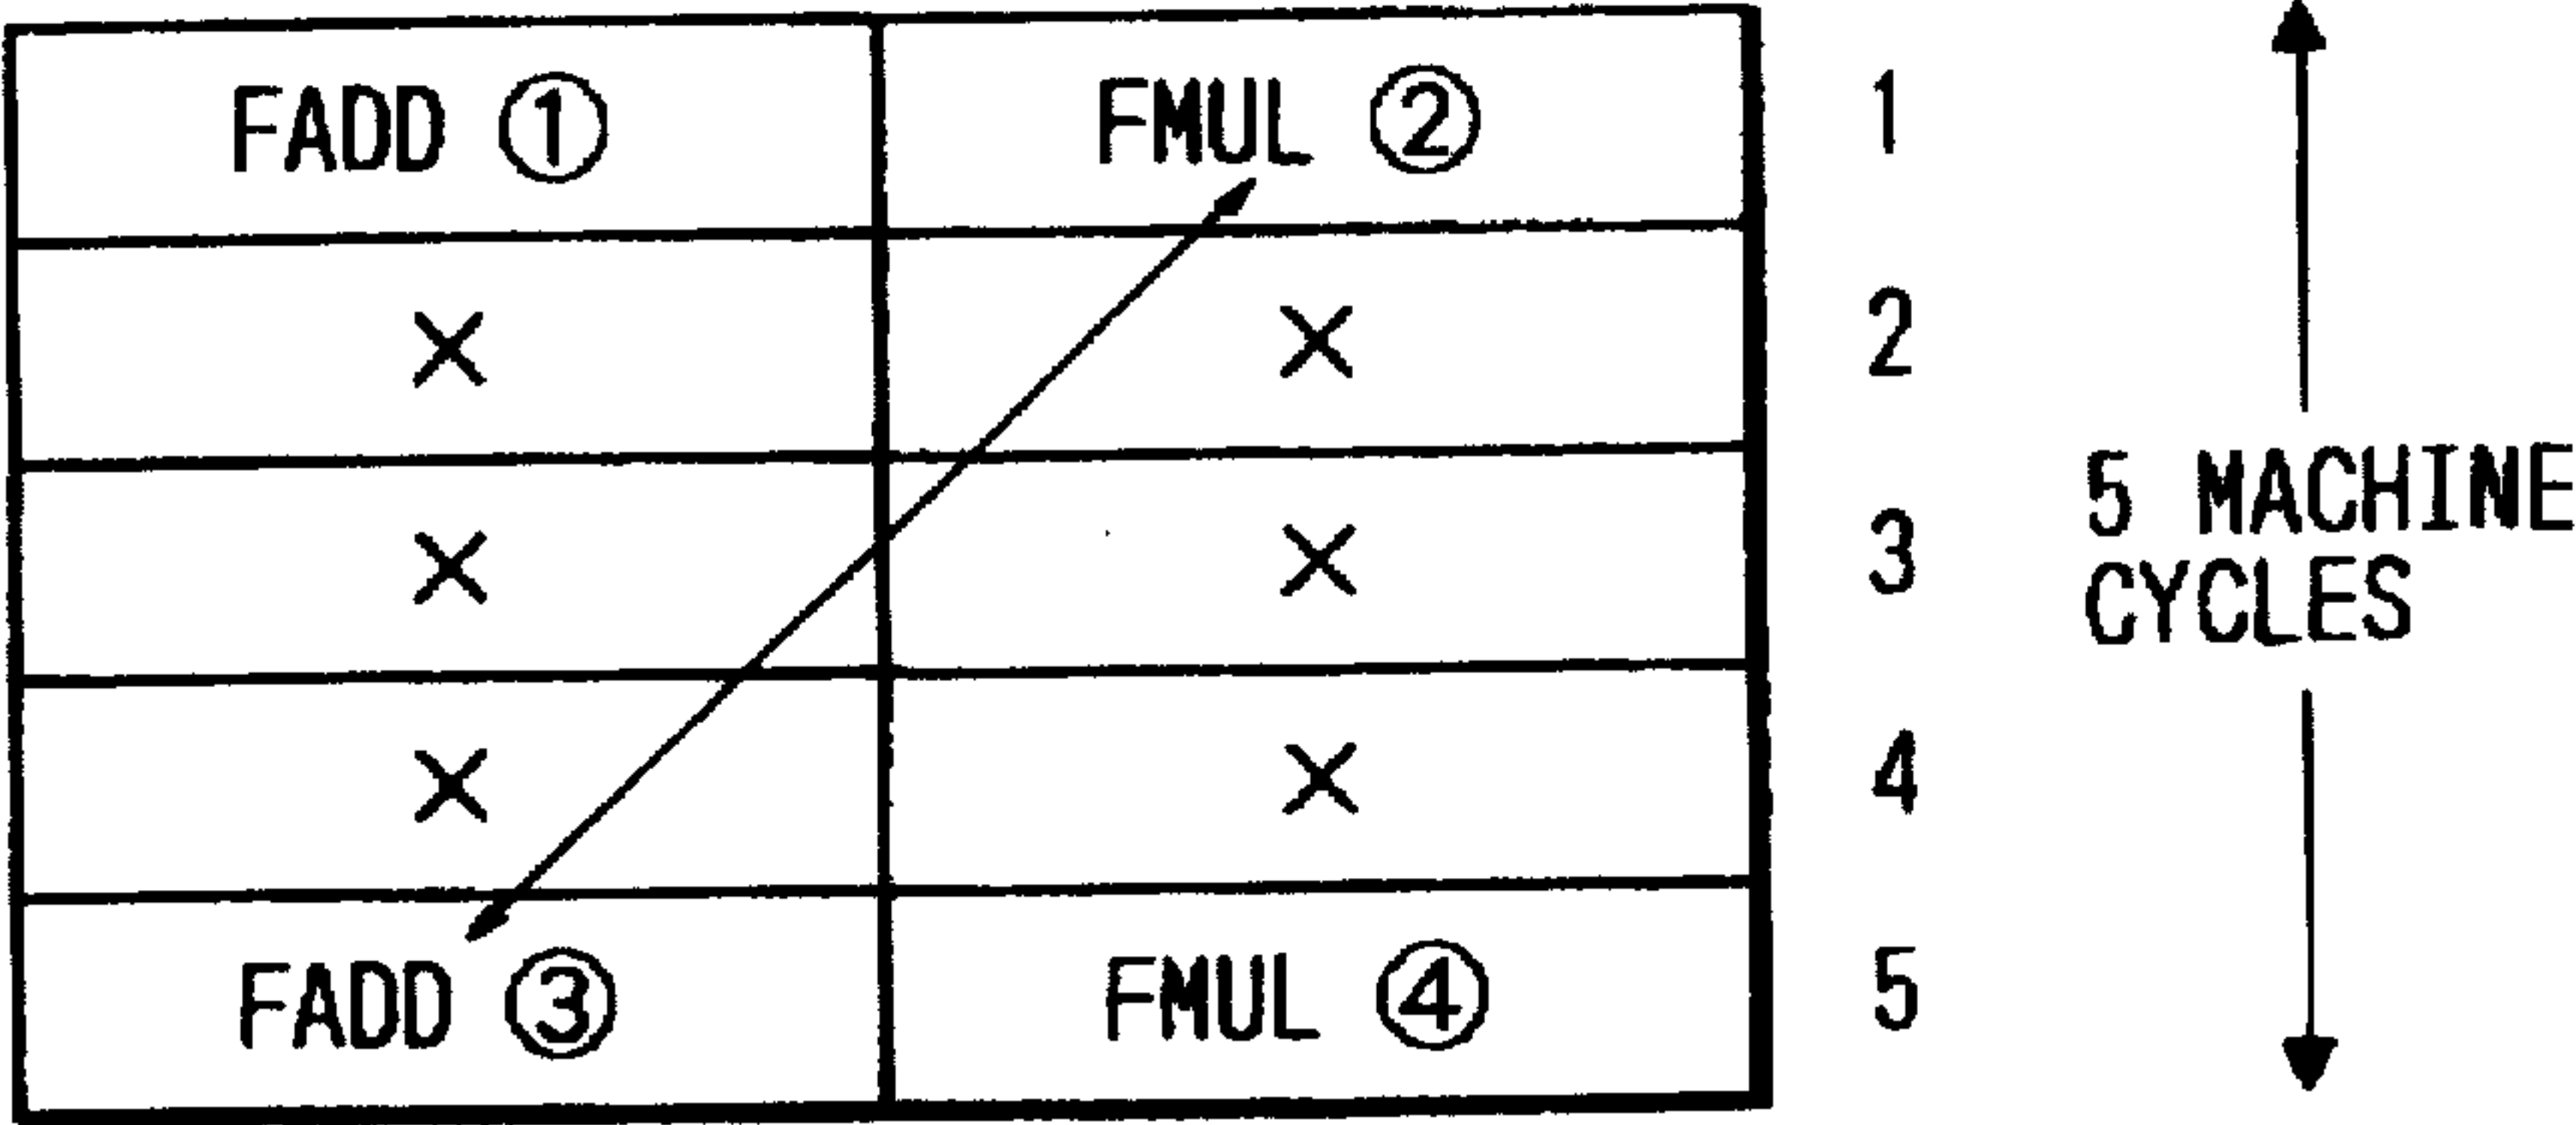 FADD ① FMUL ② 1
× × 2
× × 3
5 MACHINE
CYCLES
× × 4
FADD ③ FMUL ④ 5